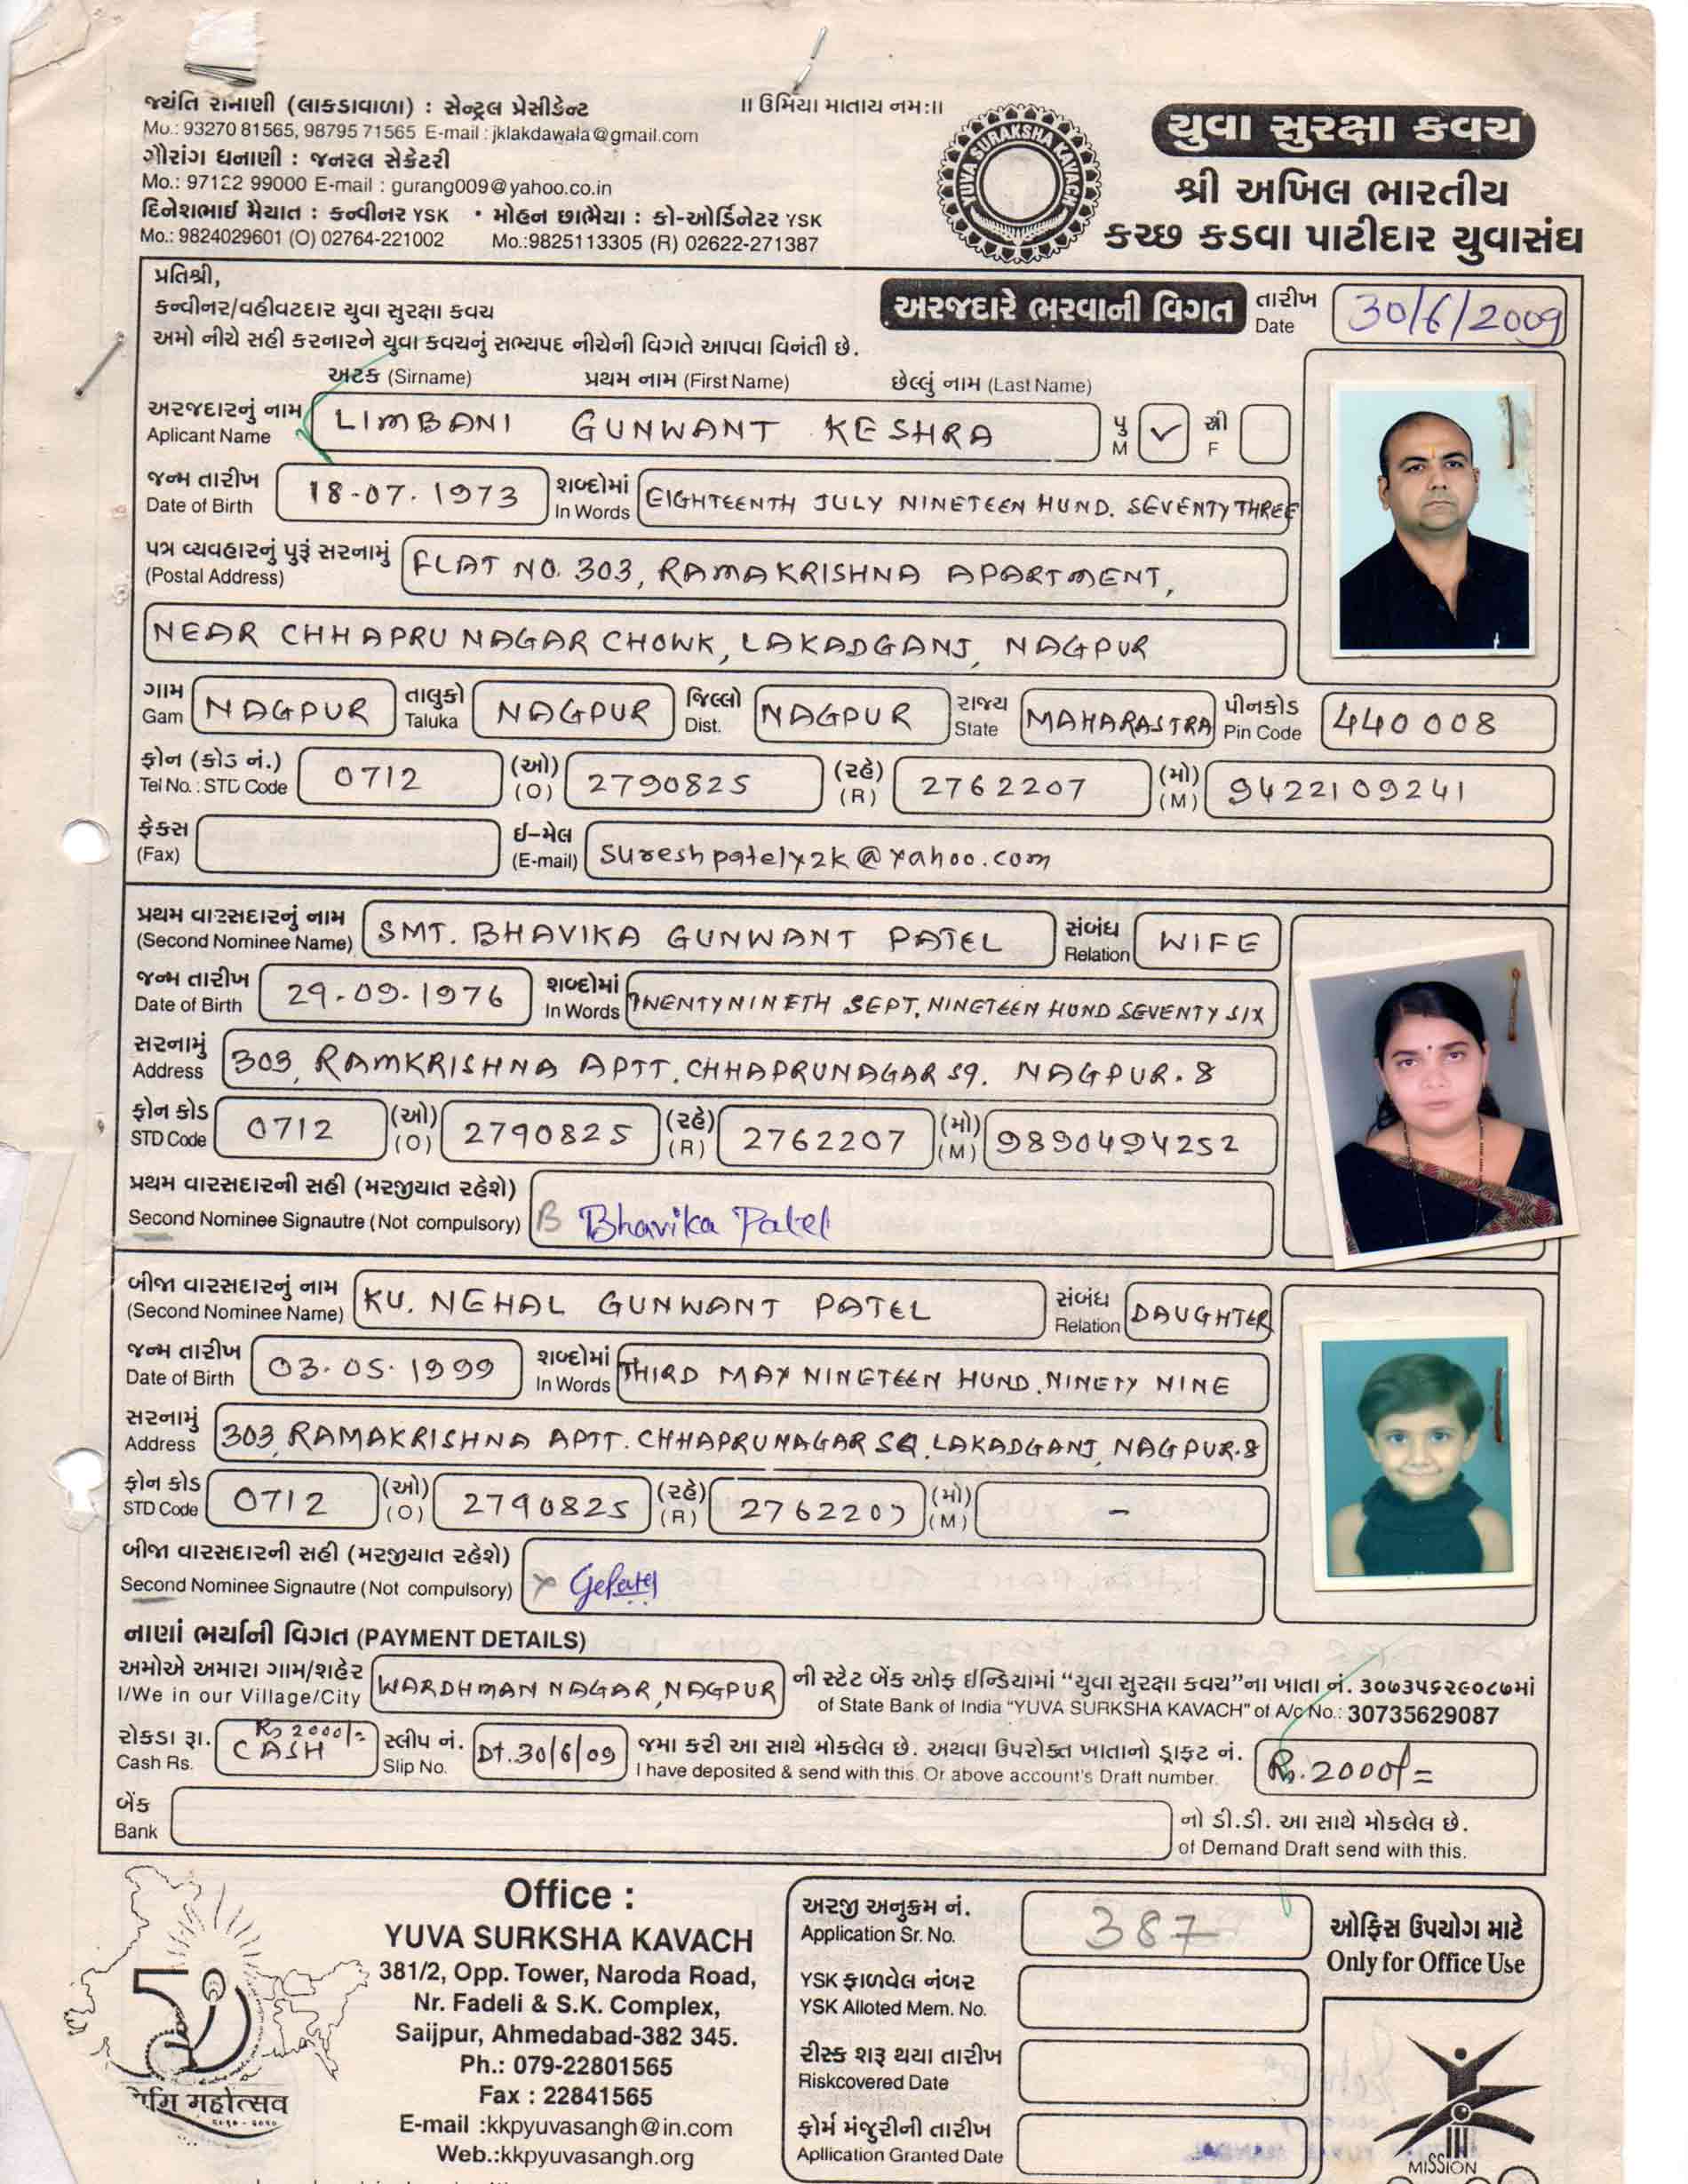 જયંતિ રામાણી (લાકડાવાળા) : સેન્ટ્રલ પ્રેસીડેન્ટ
Mo.: 93270 81565, 98795 71565 E-mail : jklakdawala@gmail.com
ગૌરાંગ ધનાણી : જનરલ સેક્રેટરી
Mo.: 97122 99000 E-mail : gurang009@yahoo.co.in
દિનેશભાઈ મૈયાત : કન્વીનર YSK • મોહન છાભૈયા : કો-ઓર્ડિનેટર YSK
Mo.: 9824029601 (O) 02764-221002 Mo.:9825113305 (R) 02622-271387
॥ ઉમિયા માતાય નમઃ॥
YUVA SURAKSHA KAVACH
યુવા સુરક્ષા કવચ
શ્રી અખિલ ભારતીય
કચ્છ કડવા પાટીદાર યુવાસંઘ
પ્રતિશ્રી,
કન્વીનર/વહીવટદાર યુવા સુરક્ષા કવચ
અમો નીચે સહી કરનારને યુવા કવચનું સભ્યપદ નીચેની વિગતે આપવા વિનંતી છે.
અરજદારે ભરવાની વિગત તારીખ Date 30/6/2009
અટક (Sirname) પ્રથમ નામ (First Name) છેલ્લું નામ (Last Name)
અરજદારનું નામ Aplicant Name LIMBANI GUNWANT KESHRA પુ M ✓ સ્ત્રી F
જન્મ તારીખ Date of Birth 18-07-1973 શબ્દોમાં In Words EIGHTEENTH JULY NINETEEN HUND. SEVENTY THREE
પત્ર વ્યવહારનું પુરૂં સરનામું (Postal Address) FLAT NO. 303, RAMAKRISHNA APARTMENT,
NEAR CHHAPRU NAGAR CHOWK, LAKADGANJ, NAGPUR
ગામ Gam NAGPUR તાલુકો Taluka NAGPUR જિલ્લો Dist. NAGPUR રાજ્ય State MAHARASTRA પીનકોડ Pin Code 440 008
ફોન (કોડ નં.) Tel No. : STD Code 0712 (ઓ) (O) 2790825 (રહે) (R) 2762207 (મો) (M) 9422109241
ફેક્સ (Fax) ઈ-મેલ (E-mail) sureshpately2k@yahoo.com
પ્રથમ વારસદારનું નામ (Second Nominee Name) SMT. BHAVIKA GUNWANT PATEL સંબંધ Relation WIFE
જન્મ તારીખ Date of Birth 29-09-1976 શબ્દોમાં In Words TWENTYNINETH SEPT. NINETEEN HUND SEVENTY SIX
સરનામું Address 303, RAMKRISHNA APTT. CHHAPRUNAGAR SQ. NAGPUR-8
ફોન કોડ STD Code 0712 (ઓ) (O) 2790825 (રહે) (R) 2762207 (મો) (M) 9890494252
પ્રથમ વારસદારની સહી (મરજીયાત રહેશે)
Second Nominee Signautre (Not compulsory) B Bhavika Patel
બીજા વારસદારનું નામ (Second Nominee Name) KU. NEHAL GUNWANT PATEL સંબંધ Relation DAUGHTER
જન્મ તારીખ Date of Birth 03-05-1999 શબ્દોમાં In Words THIRD MAY NINETEEN HUND. NINETY NINE
સરનામું Address 303, RAMAKRISHNA APTT. CHHAPRUNAGAR SQ. LAKADGANJ, NAGPUR-8
ફોન કોડ STD Code 0712 (ઓ) (O) 2790825 (રહે) (R) 2762207 (મો) (M) -
બીજા વારસદારની સહી (મરજીયાત રહેશે)
Second Nominee Signautre (Not compulsory) x
નાણાં ભર્યાની વિગત (PAYMENT DETAILS)
અમોએ અમારા ગામ/શહેર I/We in our Village/City WARDHMAN NAGAR, NAGPUR ની સ્ટેટ બેંક ઓફ ઈન્ડિયામાં “યુવા સુરક્ષા કવચ”ના ખાતા નં. ૩૦૭૩૫૬૨૯૦૮૭માં
of State Bank of India "YUVA SURKSHA KAVACH" of A/c No.: 30735629087
રોકડા રૂા. Cash Rs. Rs 2000/= CASH સ્લીપ નં. Slip No. Dt. 30/6/09 જમા કરી આ સાથે મોકલેલ છે. અથવા ઉપરોક્ત ખાતાનો ડ્રાફ્ટ નં. Rs. 2000/=
I have deposited & send with this. Or above account's Draft number.
બેંક Bank નો ડી.ડી. આ સાથે મોકલેલ છે.
of Demand Draft send with this.
महोत्सव
Office :
YUVA SURKSHA KAVACH
381/2, Opp. Tower, Naroda Road,
Nr. Fadeli & S.K. Complex,
Saijpur, Ahmedabad-382 345.
Ph.: 079-22801565
Fax : 22841565
E-mail :kkpyuvasangh@in.com
Web.:kkpyuvasangh.org
અરજી અનુક્રમ નં. Application Sr. No. 387
YSK ફાળવેલ નંબર YSK Alloted Mem. No.
રીસ્ક શરૂ થયા તારીખ Riskcovered Date
ફોર્મ મંજુરીની તારીખ Apllication Granted Date
ઓફિસ ઉપયોગ માટે
Only for Office Use
MISSION